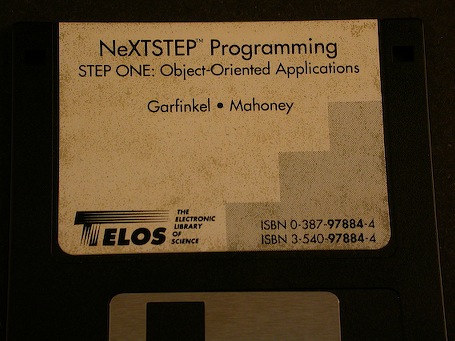 NeXTSTEP™ Programming
STEP ONE: Object-Oriented Applications
Garfinkel • Mahoney
TELOS
THE
ELECTRONIC
LIBRARY
OF
SCIENCE
ISBN 0-387-97884-4
ISBN 3-540-97884-4